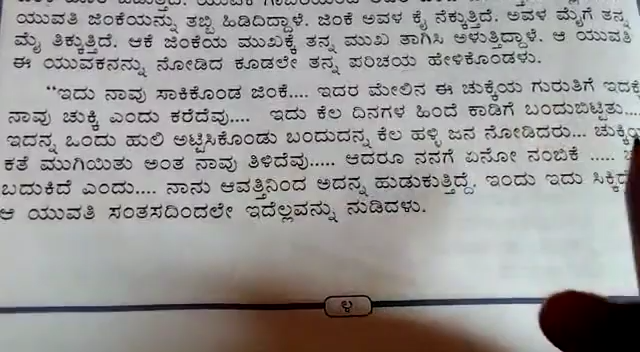 ಯುವತಿ ಜಿಂಕೆಯನ್ನು ತಬ್ಬಿ ಹಿಡಿದಿದ್ದಾಳೆ. ಜಿಂಕೆ ಅವಳ ಕೈ ನೆಕ್ಕುತ್ತಿದೆ. ಅವಳ ಮೈಗೆ ತನ್ನ
ಮೈ ತಿಕ್ಕುತ್ತಿದೆ. ಆಕೆ ಜಿಂಕೆಯ ಮುಖಕ್ಕೆ ತನ್ನ ಮುಖ ತಾಗಿಸಿ ಅಳುತ್ತಿದ್ದಾಳೆ. ಆ ಯುವತಿ
ಈ ಯುವಕನನ್ನು ನೋಡಿದ ಕೂಡಲೇ ತನ್ನ ಪರಿಚಯ ಹೇಳಿಕೊಂಡಳು.
“ಇದು ನಾವು ಸಾಕಿಕೊಂಡ ಜಿಂಕೆ.... ಇದರ ಮೇಲಿನ ಈ ಚುಕ್ಕೆಯ ಗುರುತಿಗೆ ಇದಕ್ಕೆ
ನಾವು ಚುಕ್ಕಿ ಎಂದು ಕರೆದೆವು.... ಇದು ಕೆಲ ದಿನಗಳ ಹಿಂದೆ ಕಾಡಿಗೆ ಬಂದುಬಿಟ್ಟಿತು....
ಇದನ್ನ ಒಂದು ಹುಲಿ ಅಟ್ಟಿಸಿಕೊಂಡು ಬಂದುದನ್ನ ಕೆಲ ಹಳ್ಳಿ ಜನ ನೋಡಿದರು... ಚುಕ್ಕಿಯ
ಕತೆ ಮುಗಿಯಿತು ಅಂತ ನಾವು ತಿಳಿದೆವು..... ಆದರೂ ನನಗೆ ಏನೋ ನಂಬಿಕೆ .....
ಬದುಕಿದೆ ಎಂದು.... ನಾನು ಆವತ್ತಿನಿಂದ ಅದನ್ನ ಹುಡುಕುತ್ತಿದ್ದೆ. ಇಂದು ಇದು
ಆ ಯುವತಿ ಸಂತಸದಿಂದಲೇ ಇದೆಲ್ಲವನ್ನು ನುಡಿದಳು.
೪